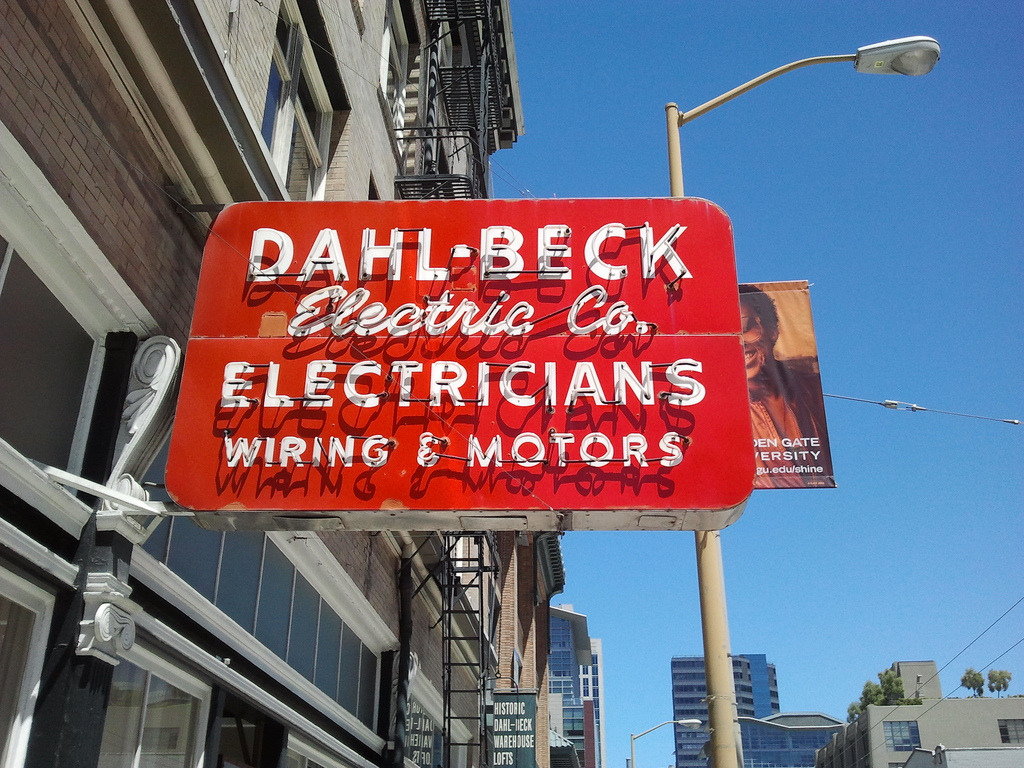 DAHL-BECK
Electric Co.
ELECTRICIANS
WIRING & MOTORS
DEN GATE
VERSITY
gu.edu/shine
HISTORIC
DAHL-BECK
WAREHOUSE
LOFTS